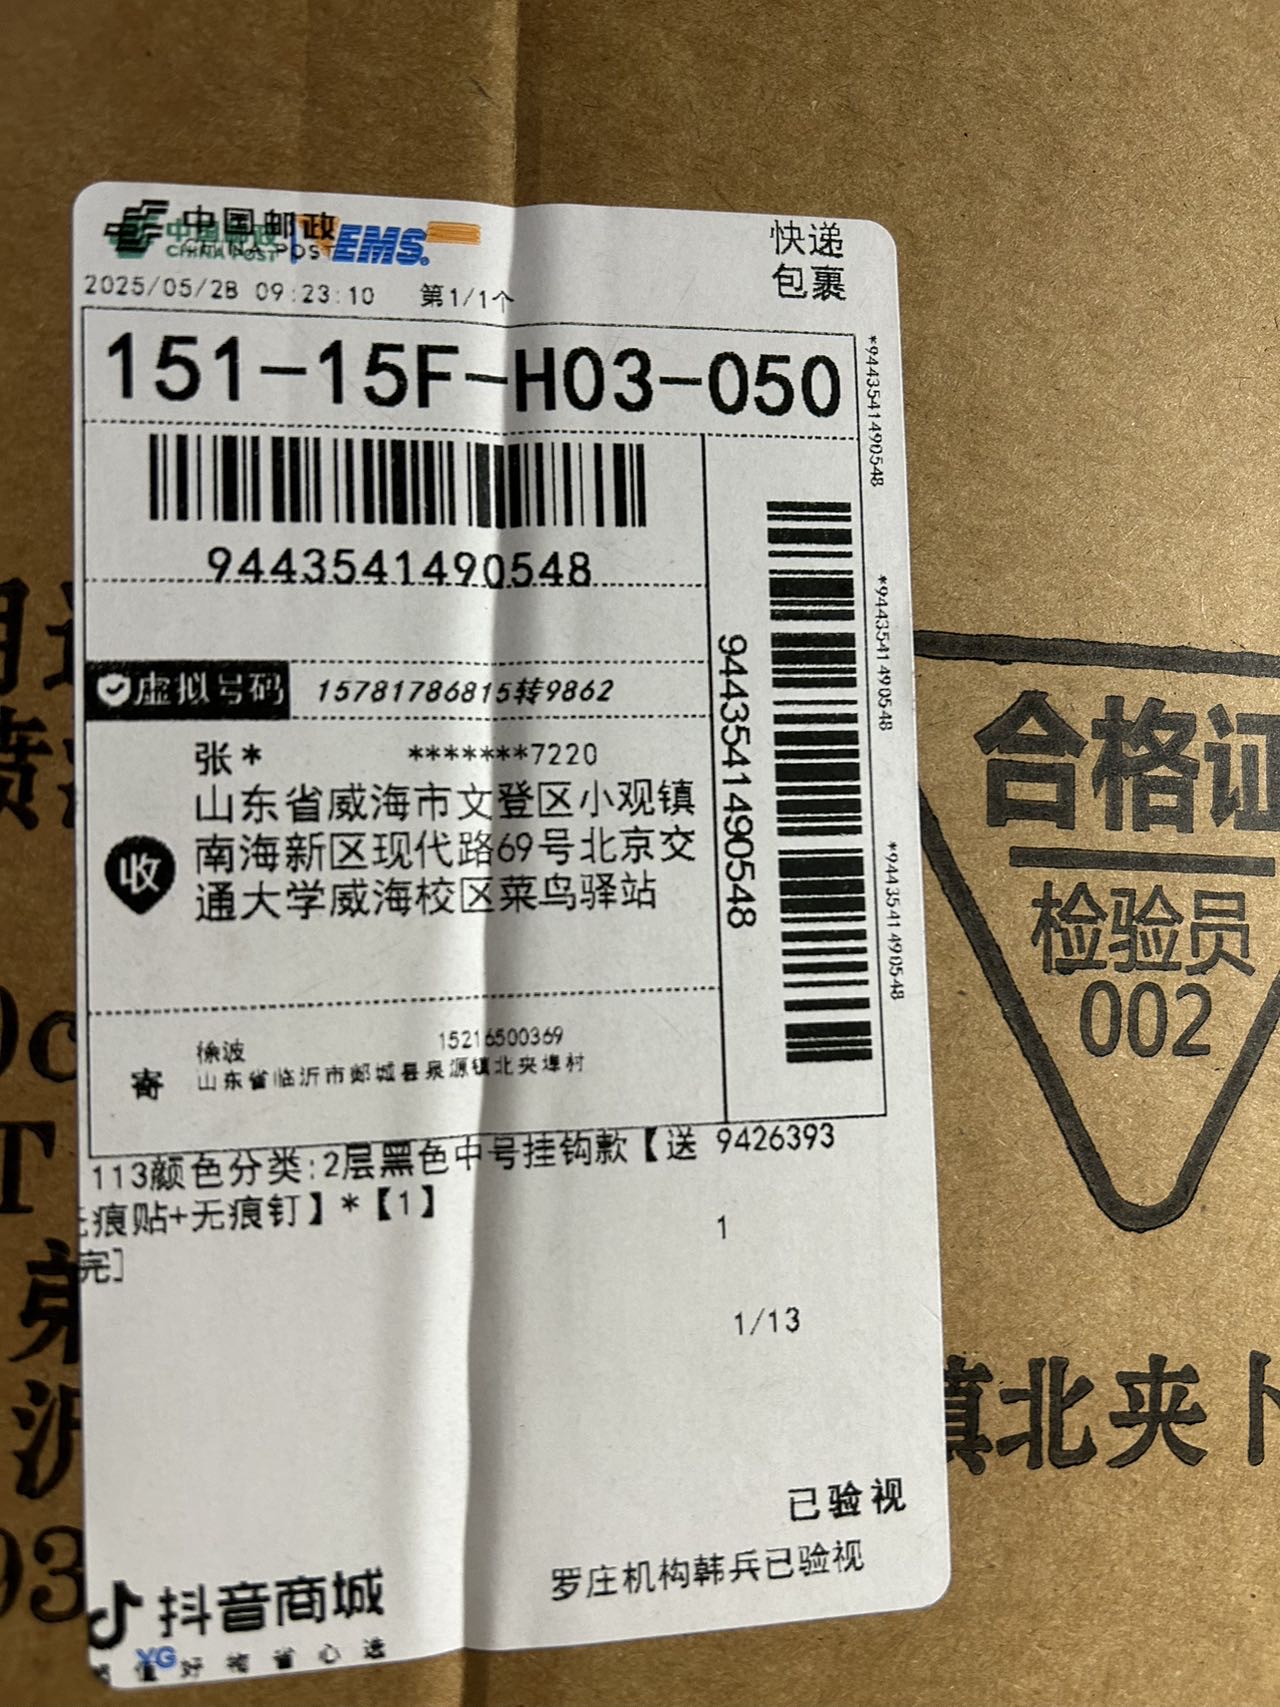 中国邮政
CHINA POST
EMS
快递
包裹
2025/05/28 09:23:10 第1/1个
151-15F-H03-050
9443541490548
虚拟号码 15781786815转9862
张* *******7220
收
山东省威海市文登区小观镇
南海新区现代路69号北京交
通大学威海校区菜鸟驿站
徐波 15216500369
寄
山东省临沂市郯城县泉源镇北夹埠村
9443541490548
*9443541490548
*9443541490548
*9443541490548
113颜色分类:2层黑色中号挂钩款【送 9426393
痕贴+无痕钉】*【1】
完]
1
1/13
已验视
罗庄机构韩兵已验视
抖音商城
YG
合格证
检验员
002
镇北夹